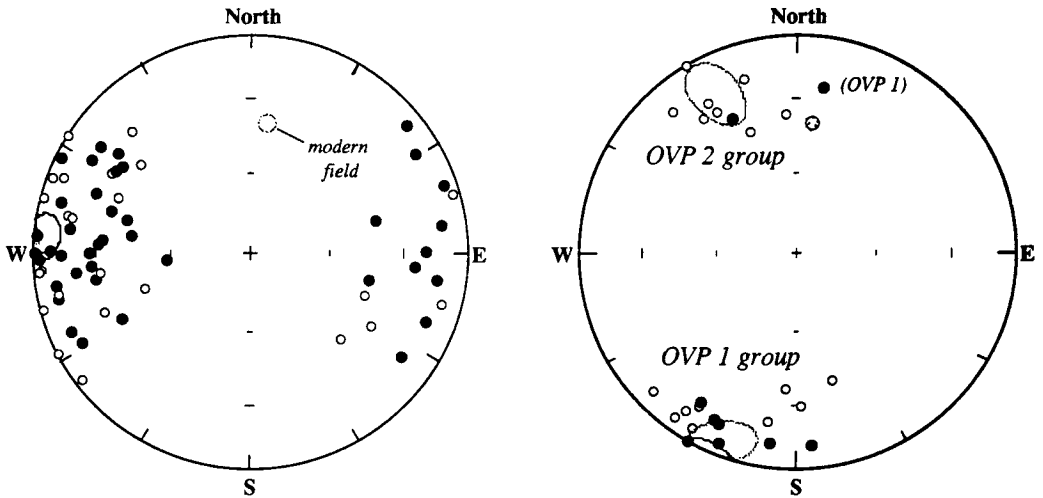 North
modern
field
W
E
S
North
(OVP 1)
OVP 2 group
W
E
OVP 1 group
S